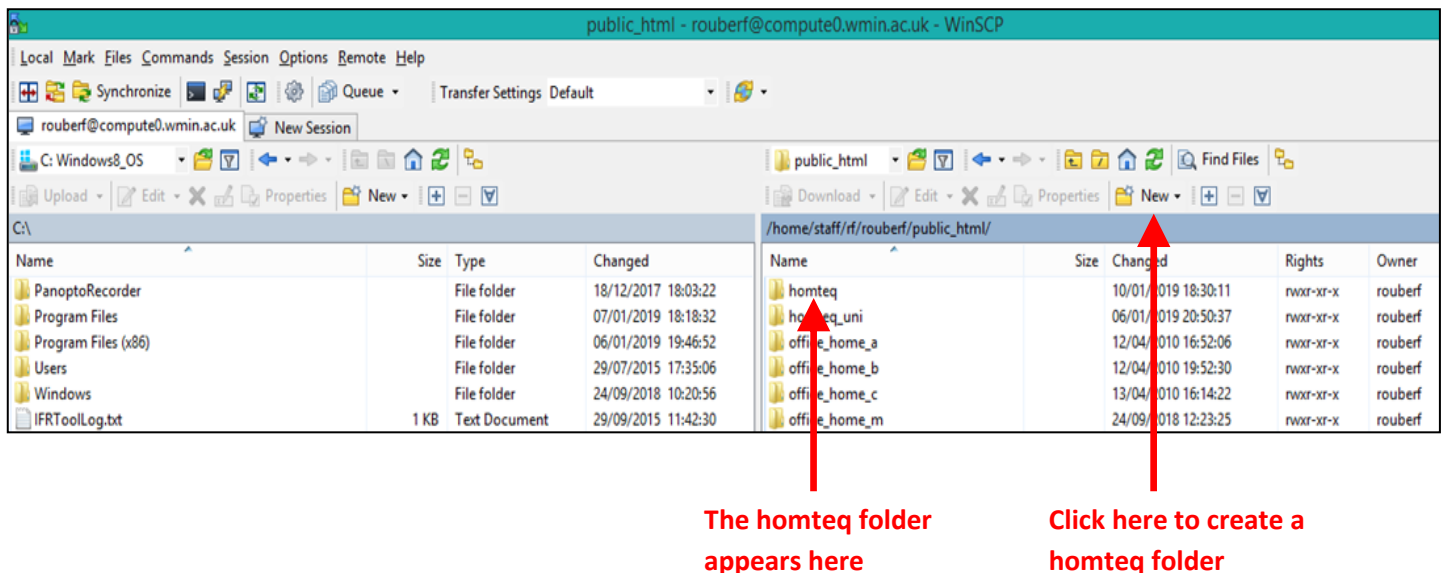 public_html - rouberf@compute0.wmin.ac.uk - WinSCP
Local Mark Files Commands Session Options Remote Help
Synchronize Queue Transfer Settings Default
rouberf@compute0.wmin.ac.uk New Session
C: Windows8_OS public_html Find Files
Upload Edit Properties New Download Edit Properties New
C:\ /home/staff/rf/rouberf/public_html/
Name Size Type Changed Name Size Changed Rights Owner
PanoptoRecorder File folder 18/12/2017 18:03:22 homteq 10/01/2019 18:30:11 rwxr-xr-x rouberf
Program Files File folder 07/01/2019 18:18:32 homteq_uni 06/01/2019 20:50:37 rwxr-xr-x rouberf
Program Files (x86) File folder 06/01/2019 19:46:52 office_home_a 12/04/2010 16:52:06 rwxr-xr-x rouberf
Users File folder 29/07/2015 17:35:06 office_home_b 12/04/2010 19:52:30 rwxr-xr-x rouberf
Windows File folder 24/09/2018 10:20:56 office_home_c 13/04/2010 16:14:22 rwxr-xr-x rouberf
IFRToolLog.txt 1 KB Text Document 29/09/2015 11:42:30 office_home_m 24/09/2018 12:23:25 rwxr-xr-x rouberf
The homteq folder
appears here
Click here to create a
homteq folder